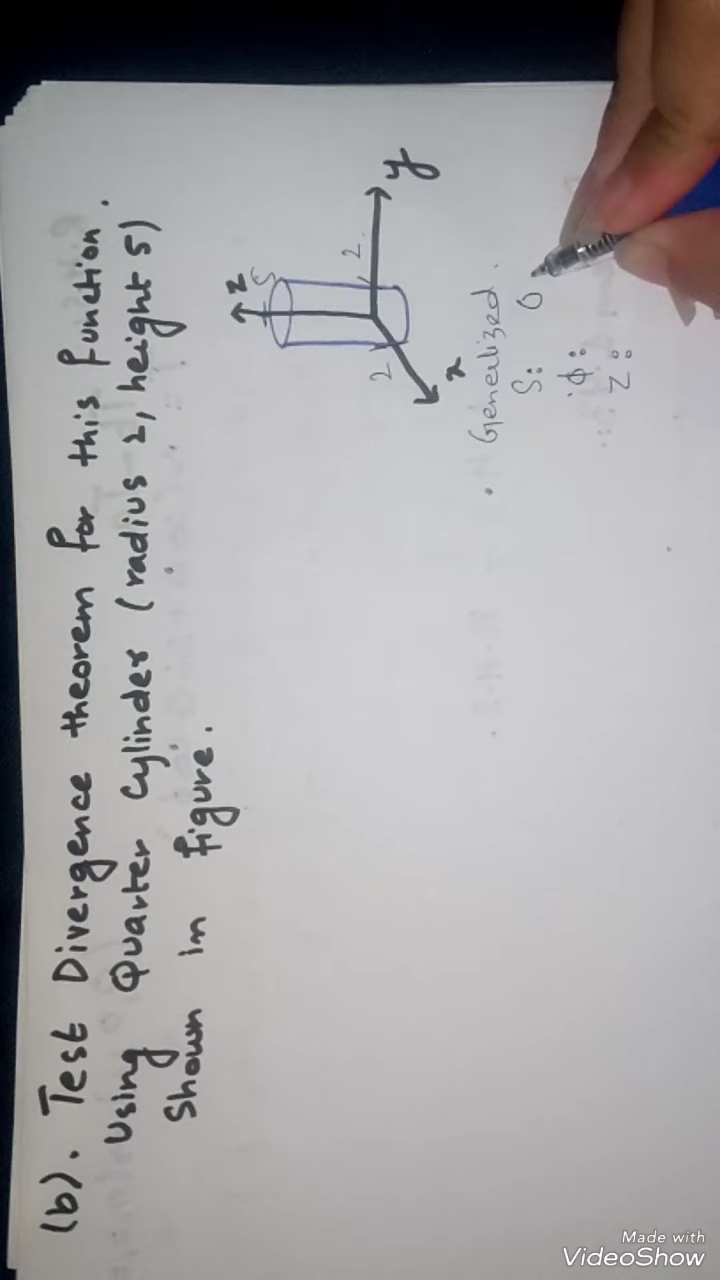 (b). Test Divergence theorem for this function.
Using Quarter Cylinder (radius 2, height 5)
Shown in figure.
z
5
2
y
2
x
Generlized.
S: 0
Φ:
Z:
Made with
VideoShow